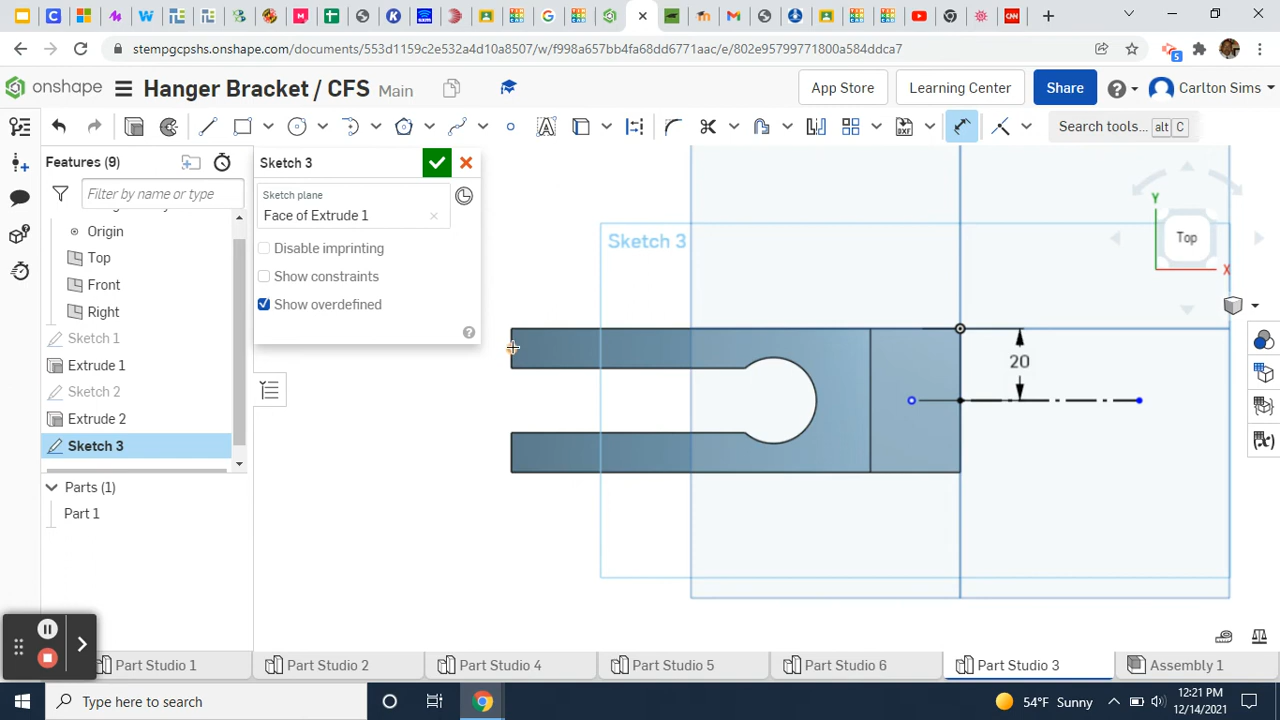 stempgcpshs.onshape.com/documents/553d1159c2e532a4d10a8507/w/f998a657bb4fa68dd6771aac/e/802e95799771800a584ddca7
5
onshape
Hanger Bracket / CFS
Main
App Store
Learning Center
Share
Carlton Sims
Search tools...
alt
C
Features (9)
Filter by name or type
Origin
Top
Front
Right
Sketch 1
Extrude 1
Sketch 2
Extrude 2
Sketch 3
Parts (1)
Part 1
Sketch 3
Sketch plane
Face of Extrude 1
Disable imprinting
Show constraints
Show overdefined
Sketch 3
20
Y
Top
X
Part Studio 1
Part Studio 2
Part Studio 4
Part Studio 5
Part Studio 6
Part Studio 3
Assembly 1
Type here to search
54°F Sunny
12:21 PM
12/14/2021